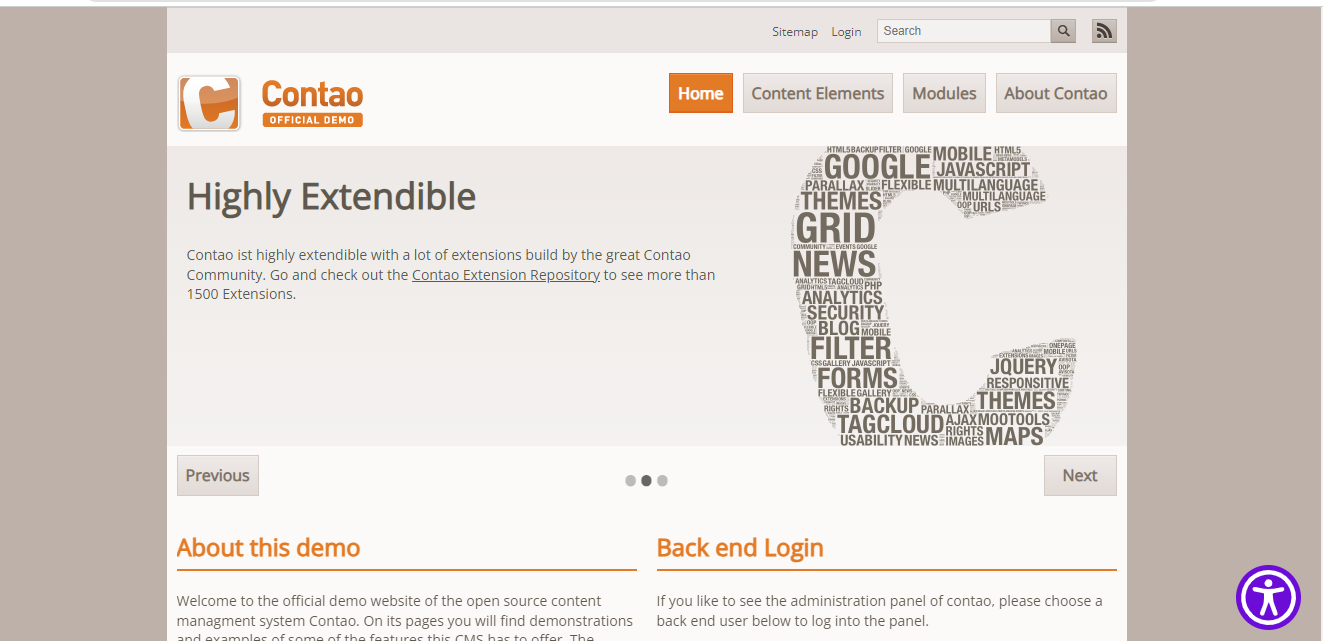 Sitemap Login Search
Contao
OFFICIAL DEMO
Home Content Elements Modules About Contao
Highly Extendible
Contao ist highly extendible with a lot of extensions build by the great Contao
Community. Go and check out the Contao Extension Repository to see more than
1500 Extensions.
HTML5 BACKUP FILTER GOOGLE MOBILE HTML5
GOOGLE JAVASCRIPT
PARALLAX FLEXIBLE MULTILANGUAGE
THEMES MULTILANGUAGE
OOP URLS
GRID
COMMUNITY EVENTS GOOGLE
NEWS
ANALYTICS TAGCLOUD PHP
ANALYTICS
SECURITY
BLOG MOBILE
FILTER
CSS GALLERY JAVASCRIPT
FORMS
FLEXIBLE GALLERY
RIGHTS BACKUP
TAGCLOUD
USABILITY NEWS
ONEPAGE
MOBILE URLS
JQUERY
RESPONSIVE
THEMES
PARALLAX
AJAX MOOTOOLS
RIGHTS
IMAGES MAPS
Previous Next
About this demo
Welcome to the official demo website of the open source content
managment system Contao. On its pages you will find demonstrations
and examples of some of the features this CMS has to offer. The
Back end Login
If you like to see the administration panel of contao, please choose a
back end user below to log into the panel.